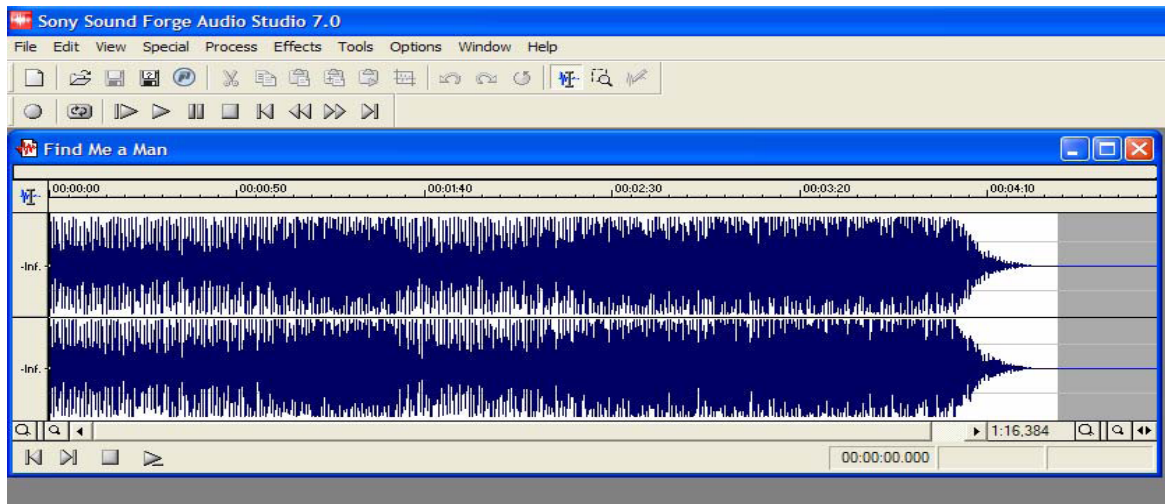 Sony Sound Forge Audio Studio 7.0
File Edit View Special Process Effects Tools Options Window Help
Find Me a Man
00:00:00 00:00:50 00:01:40 00:02:30 00:03:20 00:04:10
-Inf.
-Inf.
1:16,384
00:00:00.000